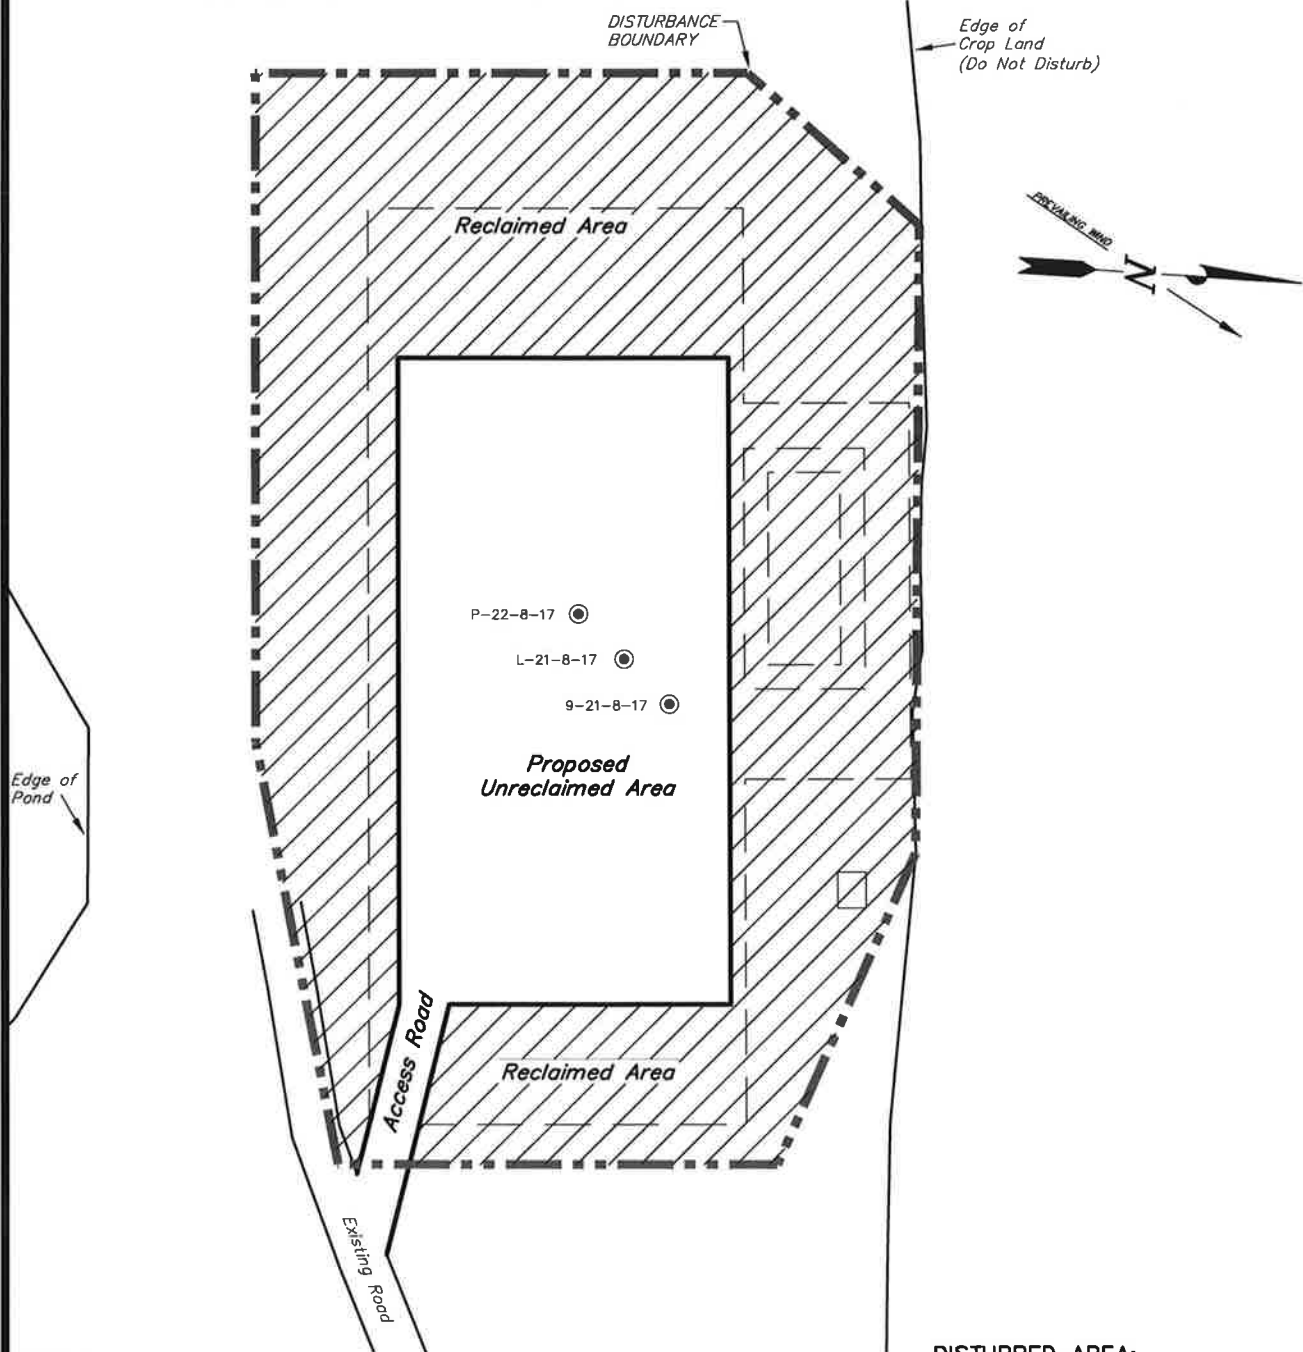 DISTURBANCE
BOUNDARY
Edge of
Crop Land
(Do Not Disturb)
PREVAILING WIND
N
Reclaimed Area
P-22-8-17
L-21-8-17
9-21-8-17
Proposed
Unreclaimed Area
Edge of
Pond
Access Road
Reclaimed Area
Existing Road
DISTURBED AREA: